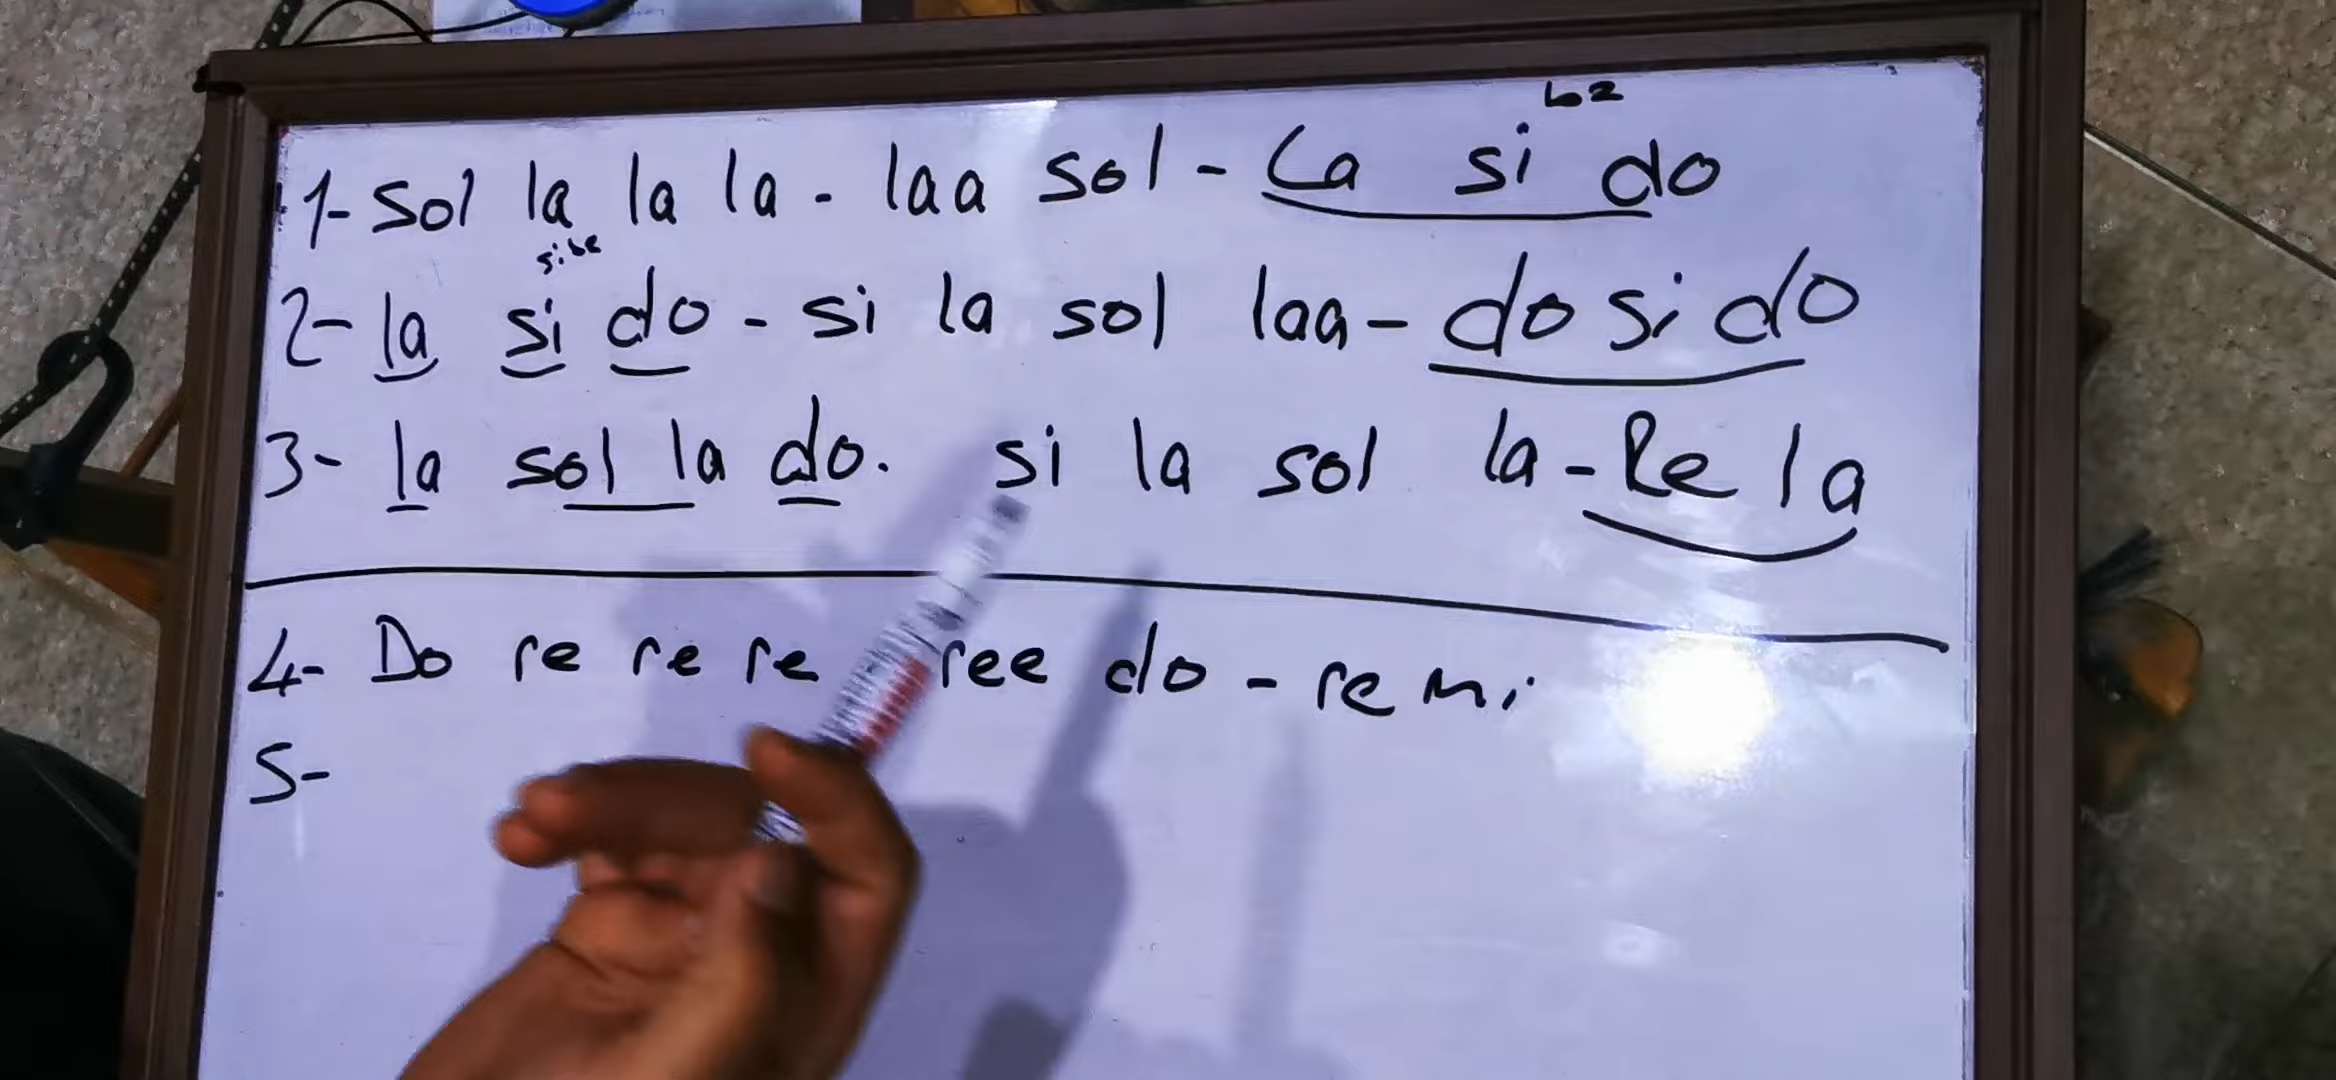 b2
1- Sol la la la - laa sol - La si do
sibe
2- la si do - si la sol laa - do si do
3- la sol la do. si la sol la - Re la
4- Do re re re ree do - re mi
5-